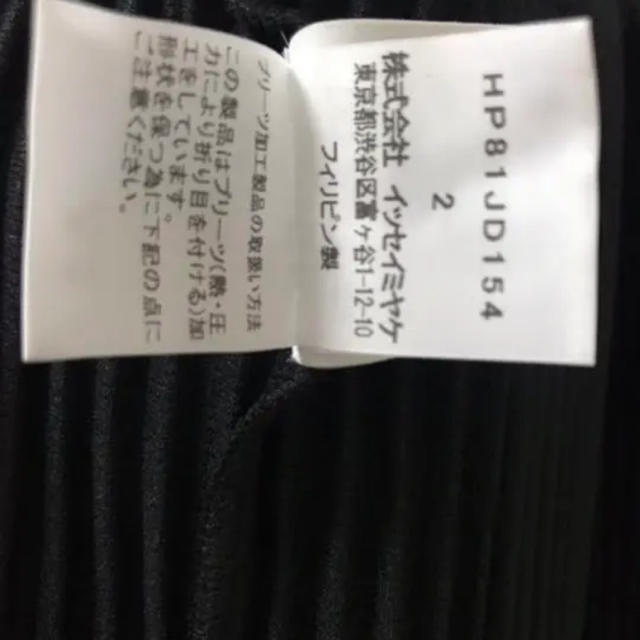 HP81JD154
2
株式会社 イッセイミヤケ
東京都渋谷区富ヶ谷1-12-10
フィリピン製
プリーツ加工製品の取扱い方法
この製品はプリーツ(熱・圧
力により折り目を付ける)加
工をしています。
形状を保つ為に下記の点に
ご注意ください。